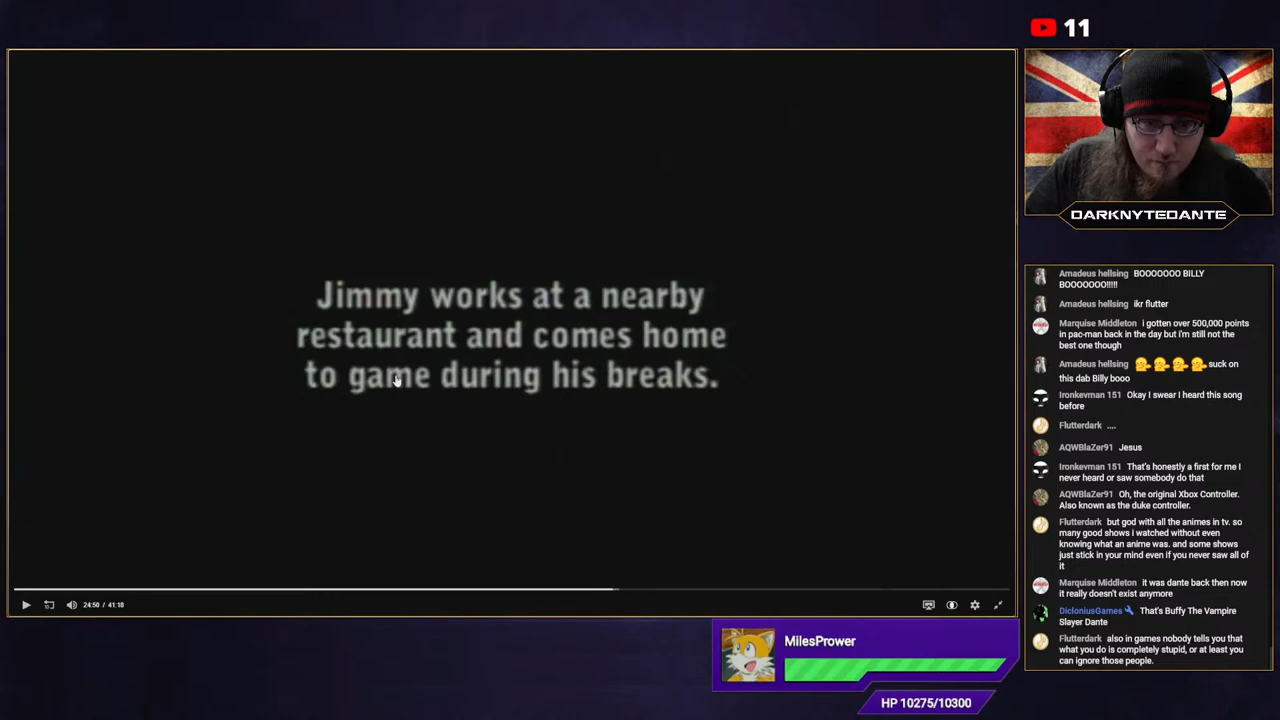 11
Jimmy works at a nearby
restaurant and comes home
to game during his breaks.
24:50 / 41:18
DARKNYTEDANTE
Amadeus hellsing BOOOOOOO BILLY
BOOOOOOO!!!!!
Amadeus hellsing ikr flutter
Marquise Middleton i gotten over 500,000 points
in pac-man back in the day but i'm still not the
best one though
Amadeus hellsing suck on
this dab Billy booo
Ironkevman 151 Okay I swear I heard this song
before
Flutterdark ....
AQWBlaZer91 Jesus
Ironkevman 151 That's honestly a first for me I
never heard or saw somebody do that
AQWBlaZer91 Oh, the original Xbox Controller.
Also known as the duke controller.
Flutterdark but god with all the animes in tv. so
many good shows i watched without even
knowing what an anime was. and some shows
just stick in your mind even if you never saw all of
it
Marquise Middleton it was dante back then now
it really doesn't exist anymore
DicloniusGames That's Buffy The Vampire
Slayer Dante
Flutterdark also in games nobody tells you that
what you do is completely stupid, or at least you
can ignore those people.
MilesPrower
HP 10275/10300